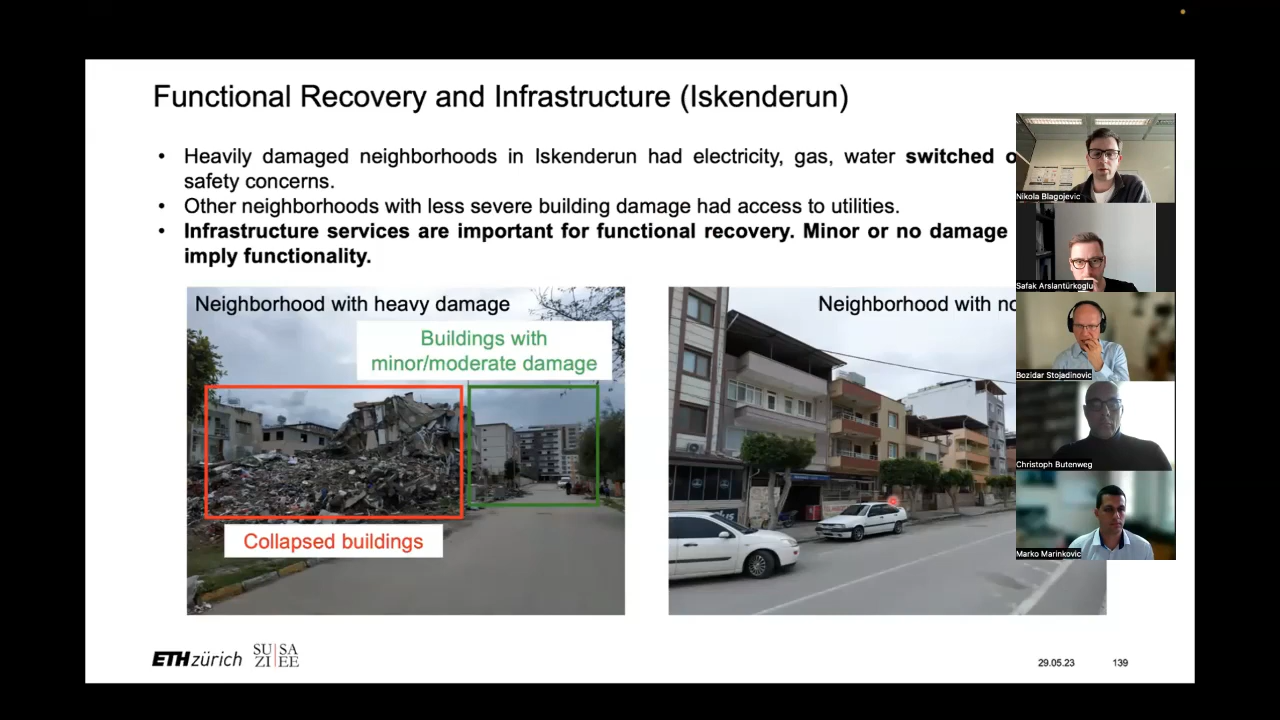 Functional Recovery and Infrastructure (Iskenderun)
• Heavily damaged neighborhoods in Iskenderun had electricity, gas, water switched
safety concerns.
• Other neighborhoods with less severe building damage had access to utilities.
• Infrastructure services are important for functional recovery. Minor or no damage
imply functionality.
Neighborhood with heavy damage
Buildings with
minor/moderate damage
Collapsed buildings
Neighborhood with
Nikola Blagojevic
Safak Arslantürkoglu
Bozidar Stojadinovic
Christoph Butenweg
Marko Marinkovic
ETH zürich
SU|SA
ZI|EE
29.05.23
139